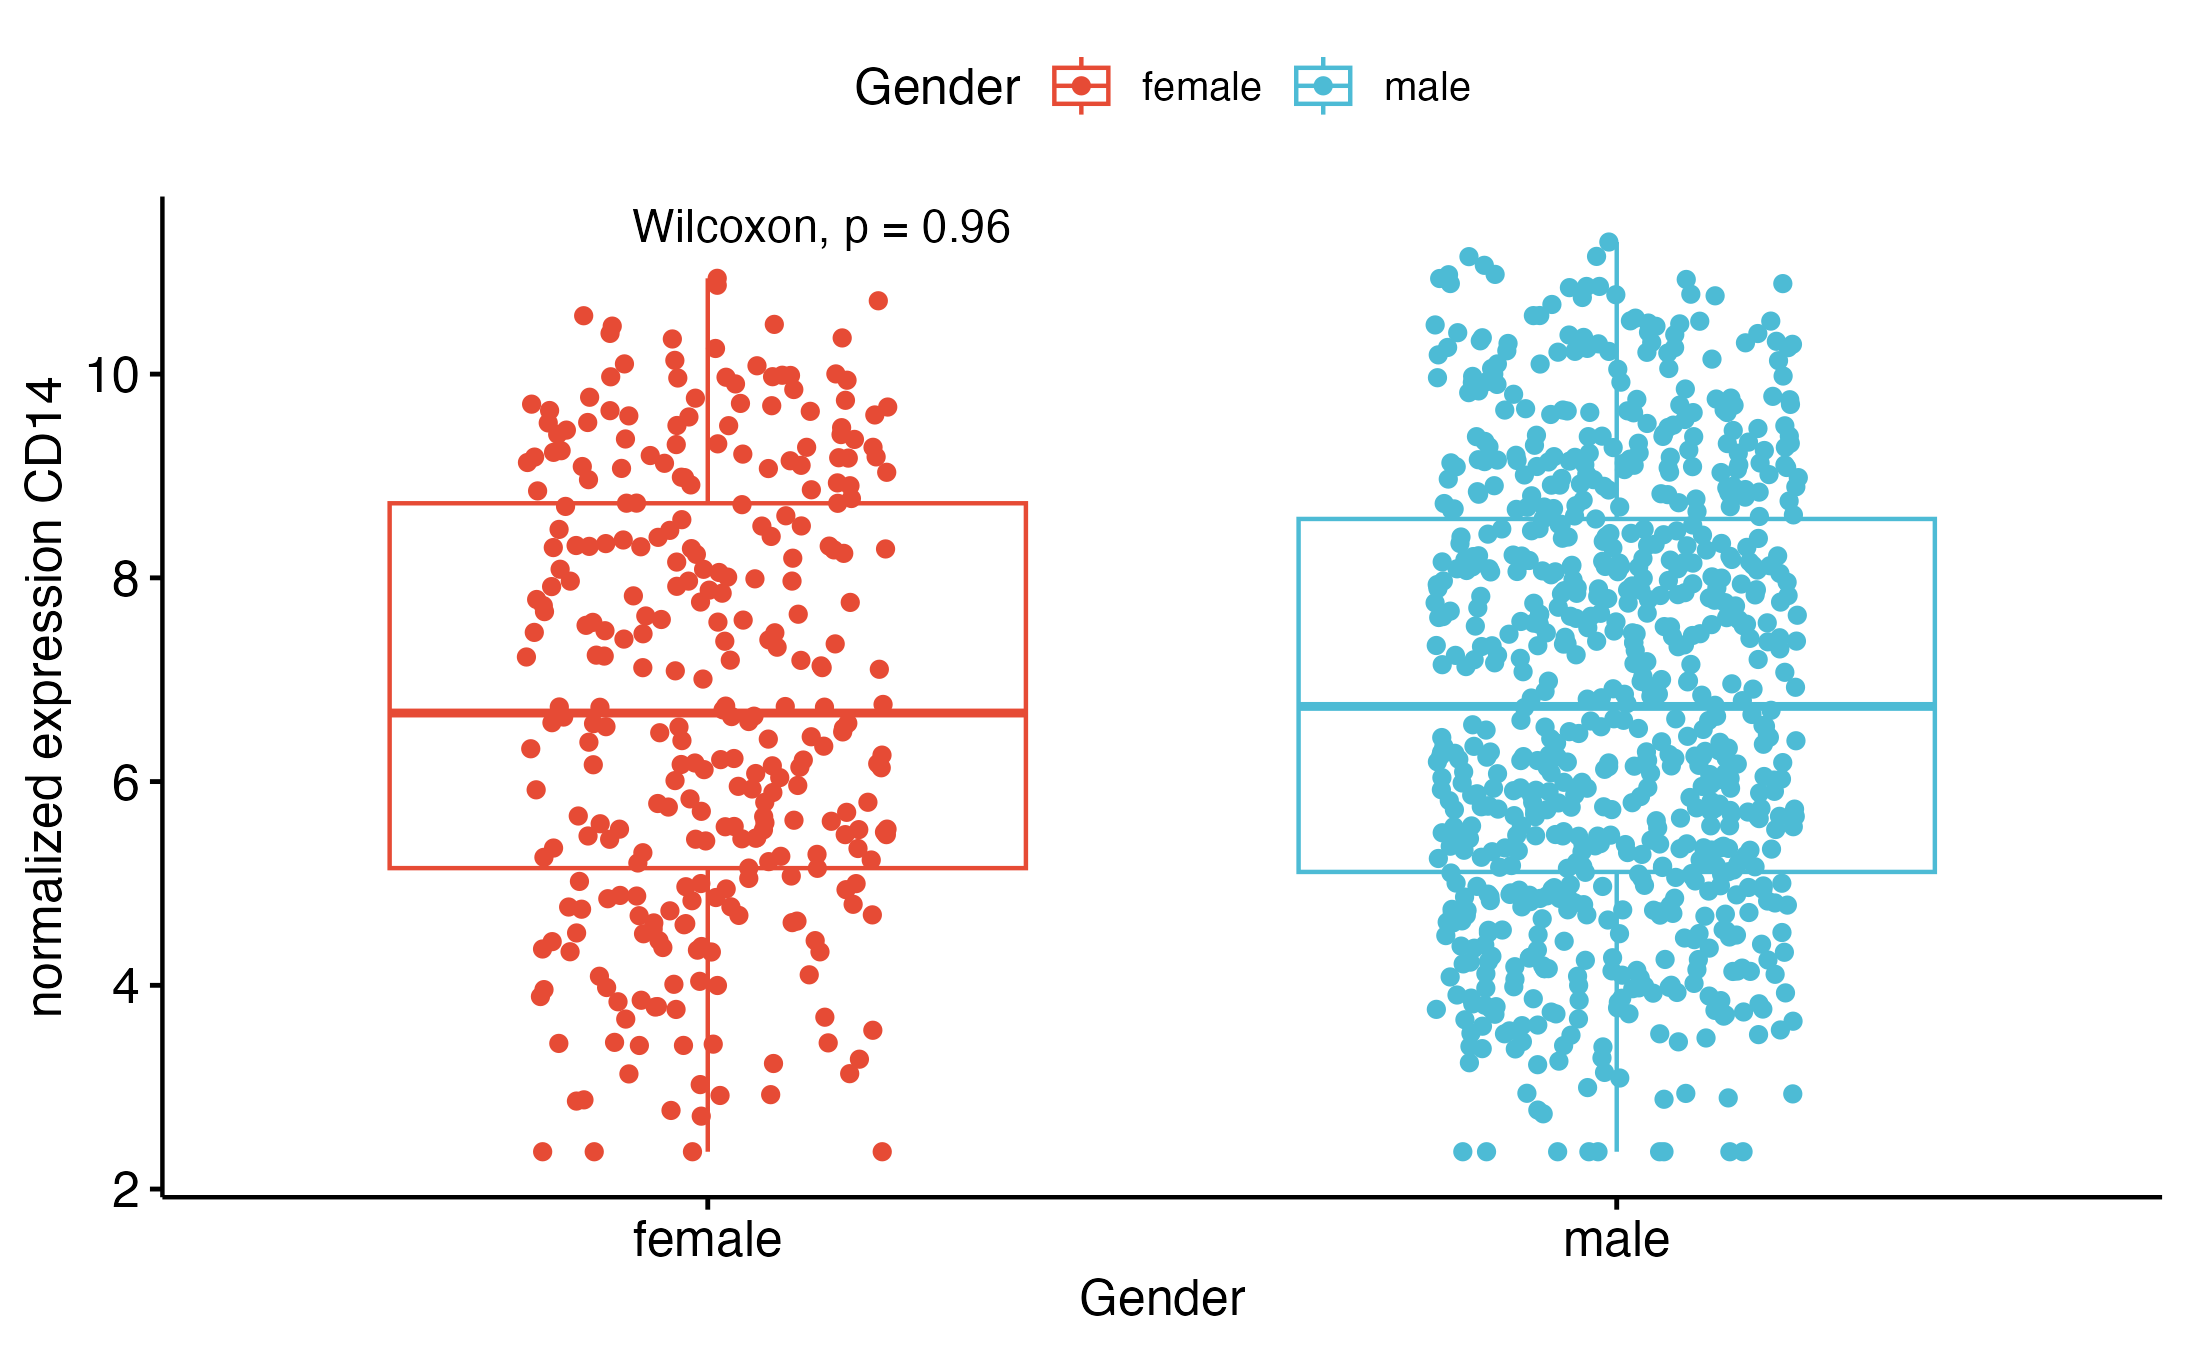 Gender female male
Wilcoxon, p = 0.96
normalized expression CD14
10
8
6
4
2
female male
Gender